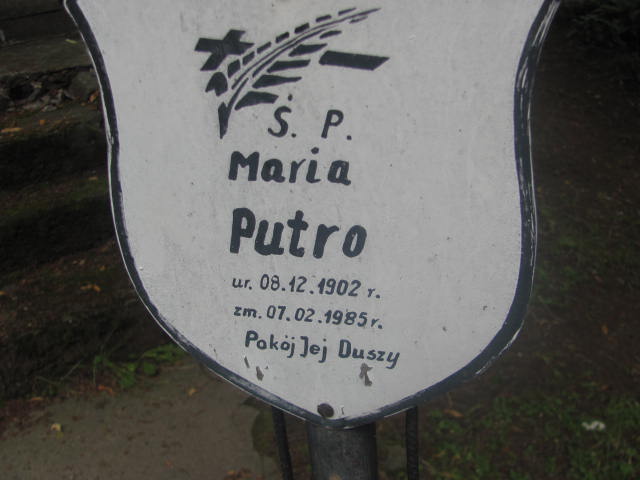 Ś. P.
Maria
Putro
ur. 08.12.1902 r.
zm. 07.02.1985 r.
Pokój Jej Duszy